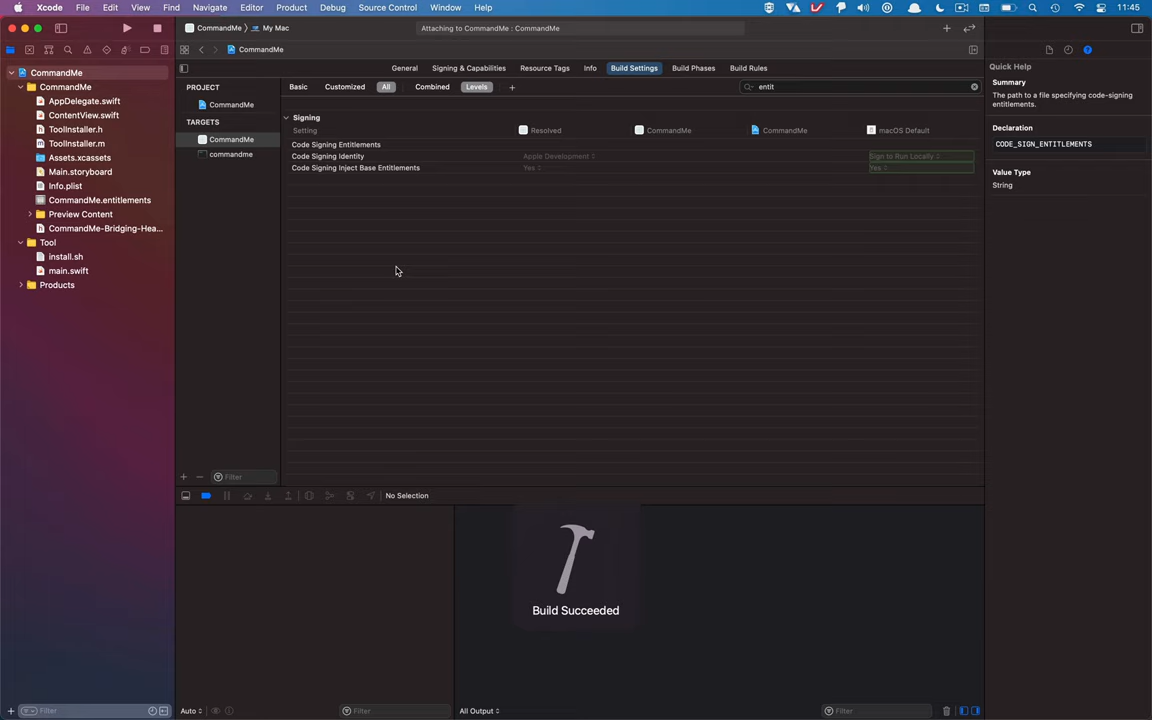 Xcode File Edit View Find Navigate Editor Product Debug Source Control Window Help 11:45
CommandMe 〉 My Mac Attaching to CommandMe : CommandMe
CommandMe
General Signing & Capabilities Resource Tags Info Build Settings Build Phases Build Rules
Basic Customized All Combined Levels + entit
CommandMe
CommandMe
AppDelegate.swift
ContentView.swift
ToolInstaller.h
ToolInstaller.m
Assets.xcassets
Main.storyboard
Info.plist
CommandMe.entitlements
Preview Content
CommandMe-Bridging-Hea...
Tool
install.sh
main.swift
Products
Filter
PROJECT
CommandMe
TARGETS
CommandMe
commandme
Filter
Signing
Setting Resolved CommandMe CommandMe macOS Default
Code Signing Entitlements
Code Signing Identity Apple Development Sign to Run Locally
Code Signing Inject Base Entitlements Yes Yes
No Selection
Build Succeeded
Auto Filter All Output Filter
Quick Help
Summary
The path to a file specifying code-signing
entitlements.
Declaration
CODE_SIGN_ENTITLEMENTS
Value Type
String